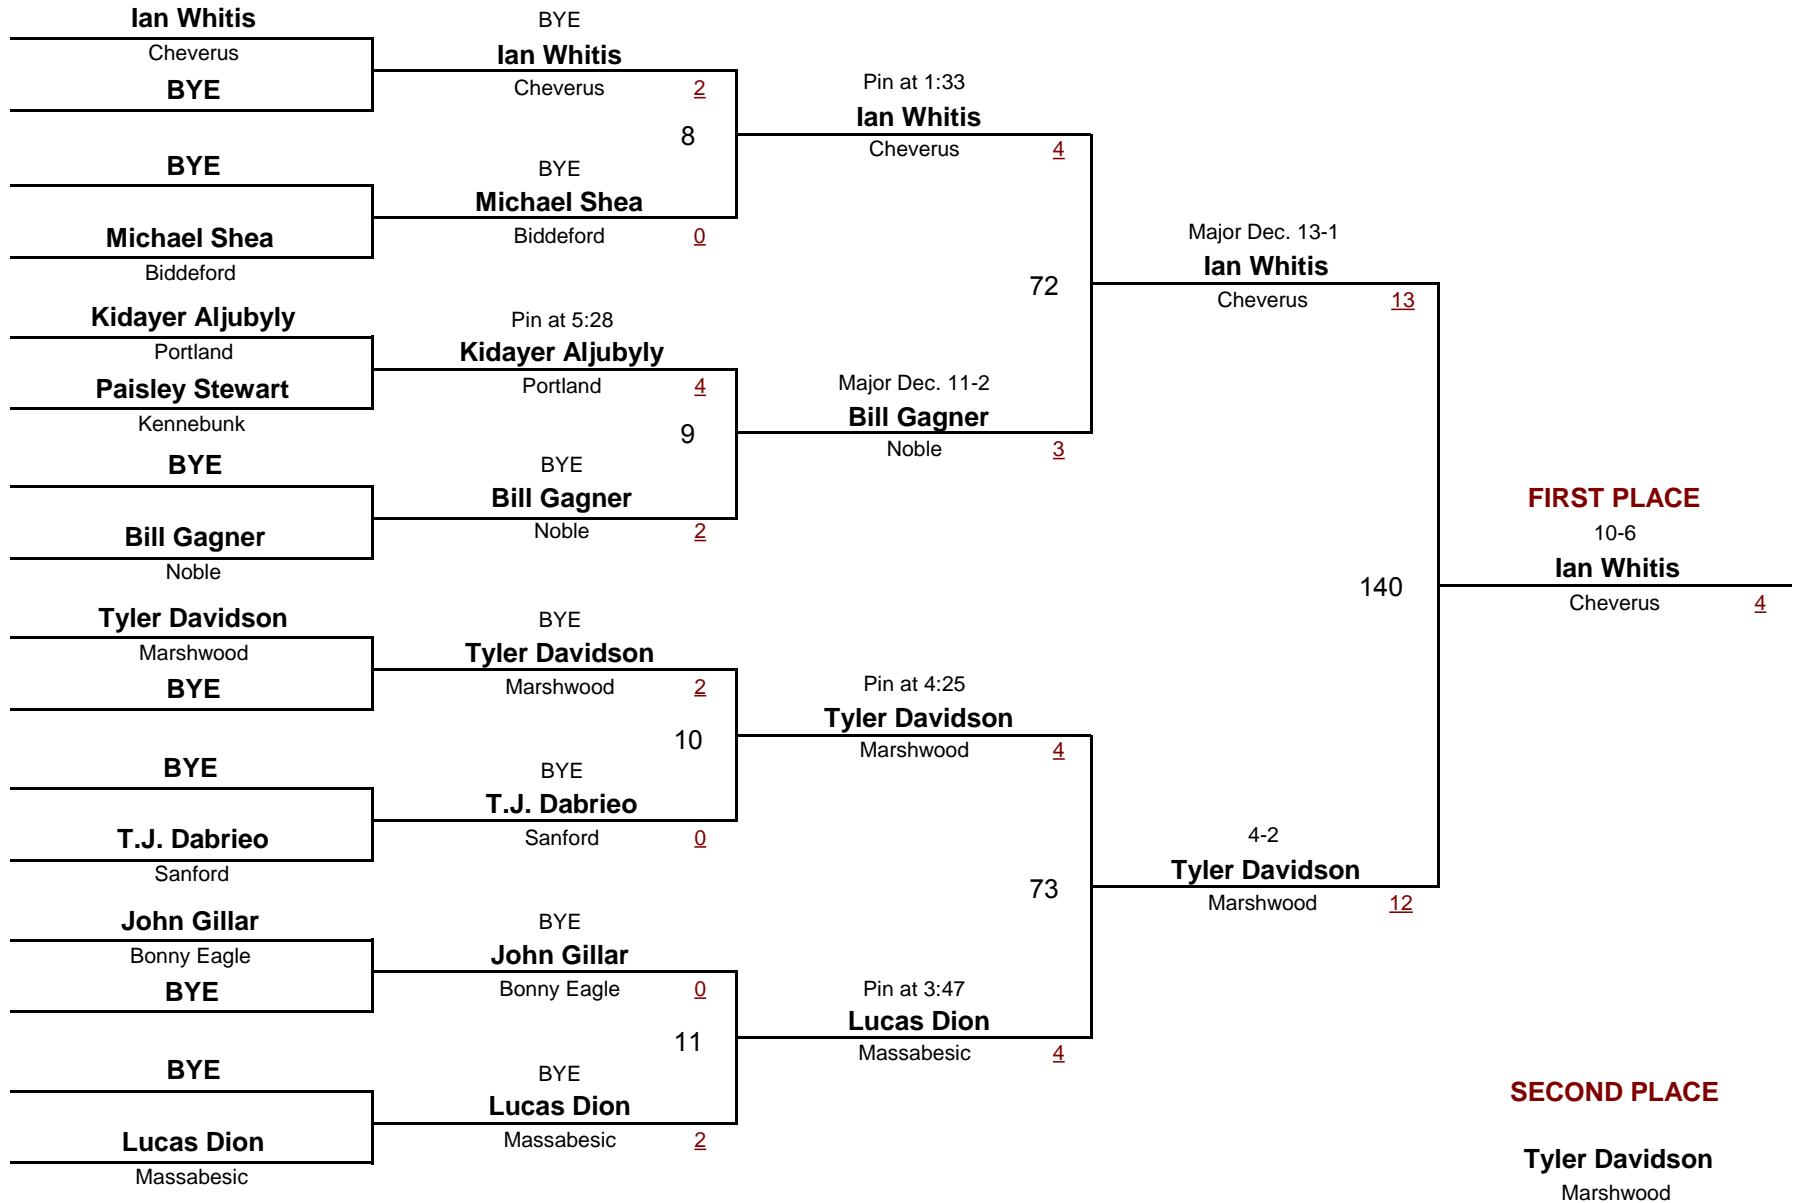 Ian Whitis
Cheverus
BYE
BYE
Michael Shea
Biddeford
Kidayer Aljubyly
Portland
Paisley Stewart
Kennebunk
BYE
Bill Gagner
Noble
Tyler Davidson
Marshwood
BYE
BYE
T.J. Dabrieo
Sanford
John Gillar
Bonny Eagle
BYE
BYE
Lucas Dion
Massabesic
BYE
Ian Whitis
Cheverus 2
8
BYE
Michael Shea
Biddeford 0
Pin at 5:28
Kidayer Aljubyly
Portland 4
9
BYE
Bill Gagner
Noble 2
BYE
Tyler Davidson
Marshwood 2
10
BYE
T.J. Dabrieo
Sanford 0
BYE
John Gillar
Bonny Eagle 0
11
BYE
Lucas Dion
Massabesic 2
Pin at 1:33
Ian Whitis
Cheverus 4
72
Major Dec. 11-2
Bill Gagner
Noble 3
Pin at 4:25
Tyler Davidson
Marshwood 4
73
Pin at 3:47
Lucas Dion
Massabesic 4
Major Dec. 13-1
Ian Whitis
Cheverus 13
140
4-2
Tyler Davidson
Marshwood 12
FIRST PLACE
10-6
Ian Whitis
Cheverus 4
SECOND PLACE
Tyler Davidson
Marshwood